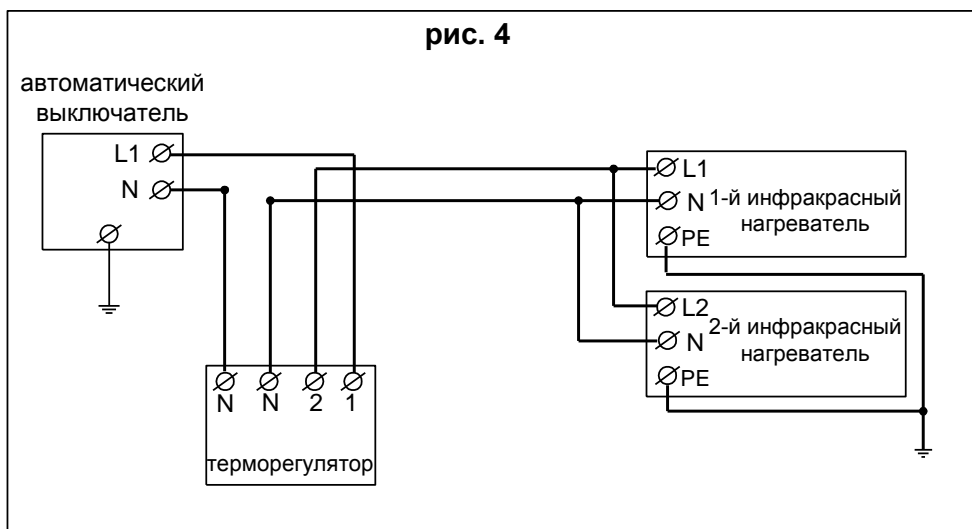 рис. 4
автоматический
выключатель
L1
N
L1
N 1-й инфракрасный
нагреватель
PE
L2
N 2-й инфракрасный
нагреватель
PE
N N 2 1
терморегулятор